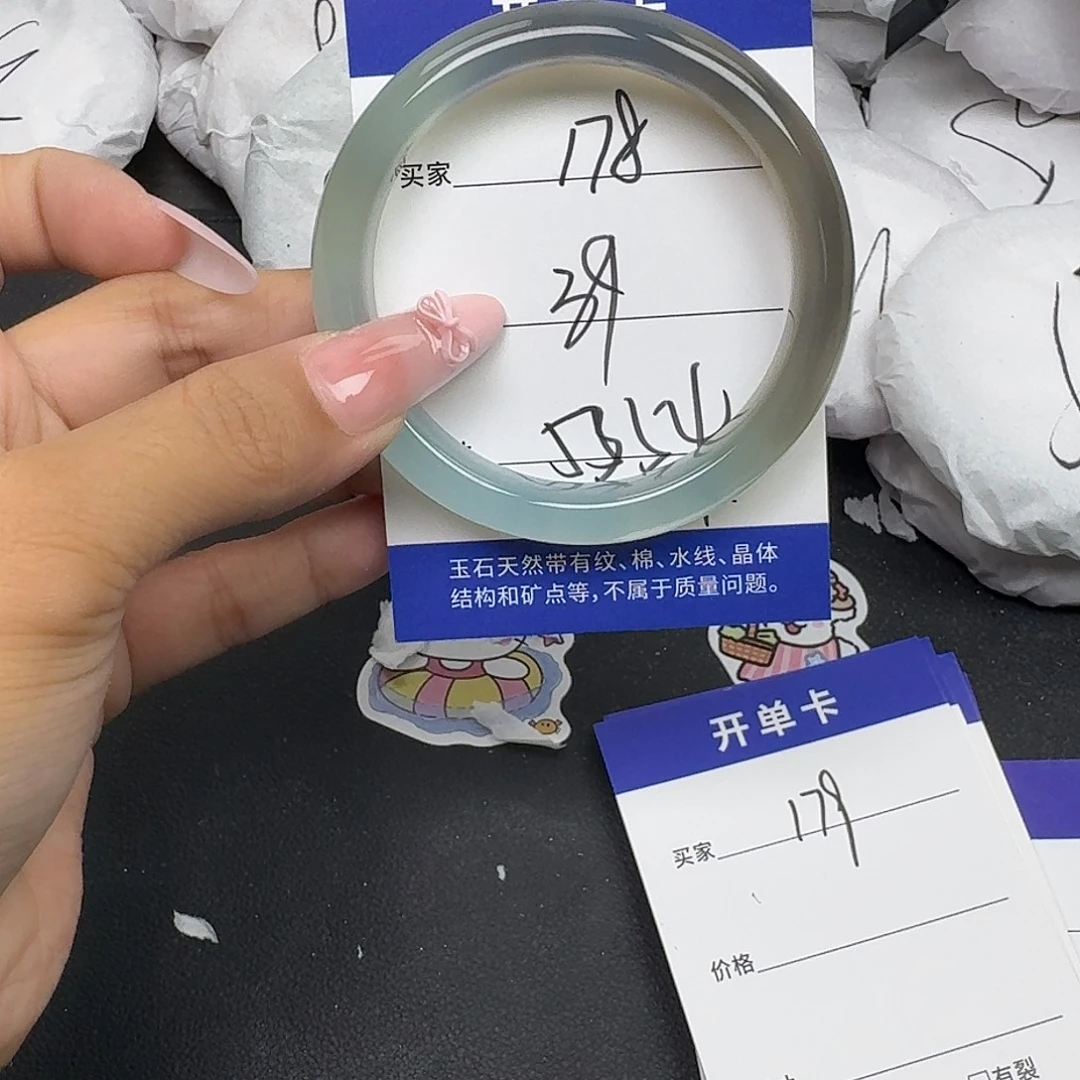 买家 178
39
玉石天然带有纹、棉、水线、晶体
结构和矿点等,不属于质量问题。
开单卡
买家 179
价格
有裂